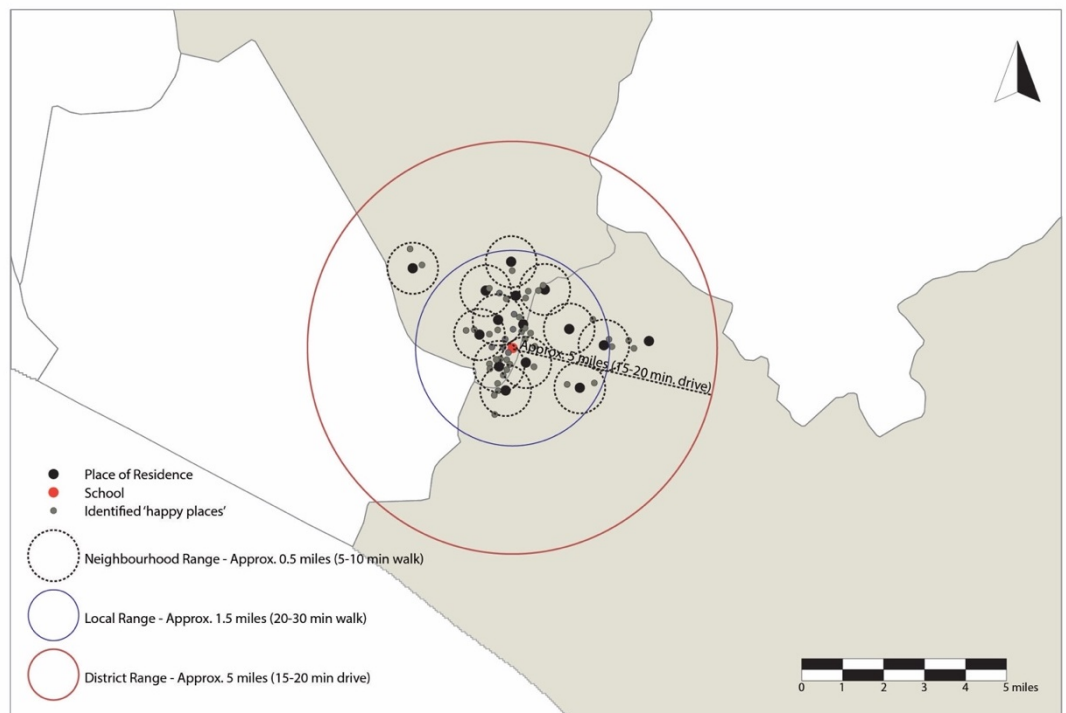 Approx. 5 miles (15-20 min. drive)
Place of Residence
School
Identified 'happy places'
Neighbourhood Range - Approx. 0.5 miles (5-10 min walk)
Local Range - Approx. 1.5 miles (20-30 min walk)
District Range - Approx. 5 miles (15-20 min drive)
0 1 2 3 4 5 miles